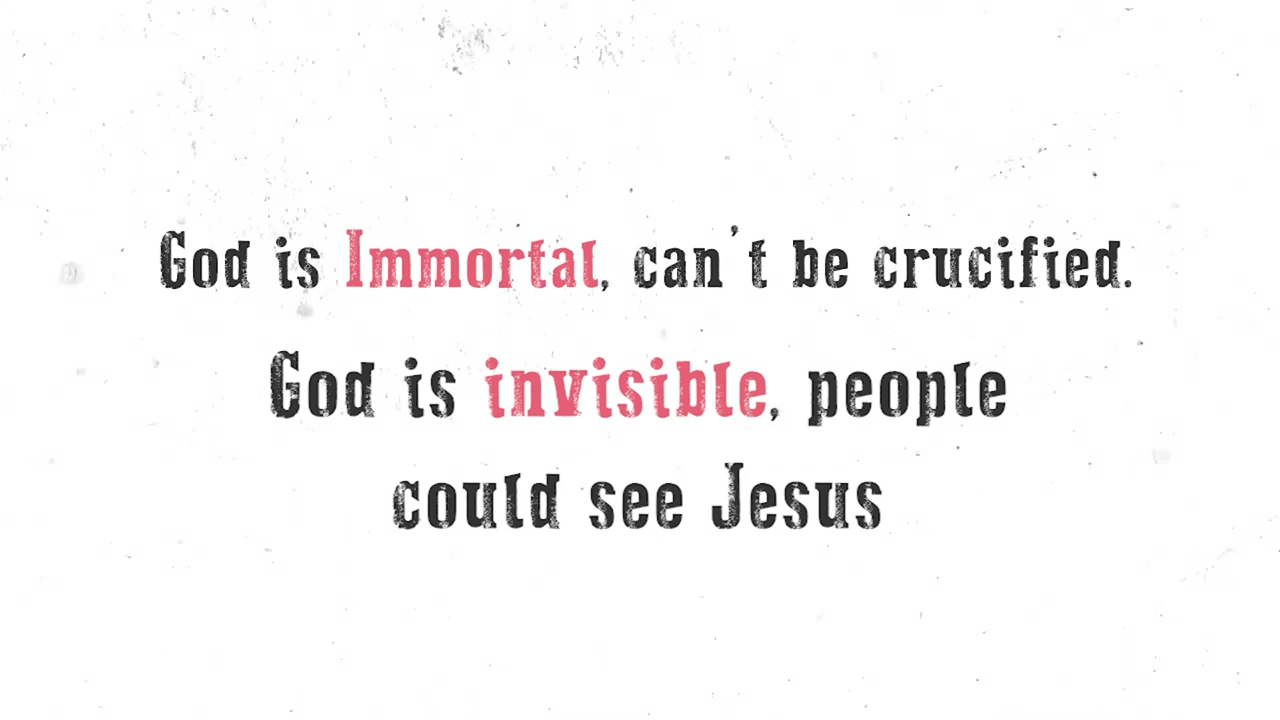 God is Immortal, can't be crucified.
God is invisible, people
could see Jesus